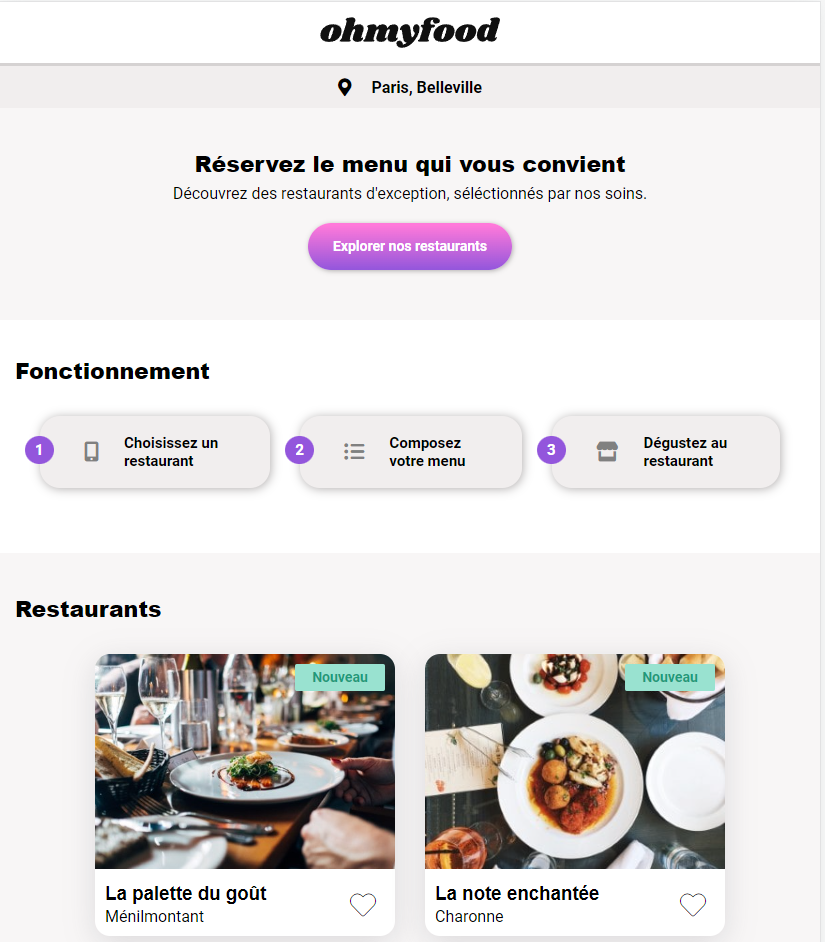 ohmyfood
Paris, Belleville
Réservez le menu qui vous convient
Découvrez des restaurants d'exception, séléctionnés par nos soins.
Explorer nos restaurants
Fonctionnement
1
Choisissez un
restaurant
2
Composez
votre menu
3
Dégustez au
restaurant
Restaurants
Nouveau
La palette du goût
Ménilmontant
Nouveau
La note enchantée
Charonne